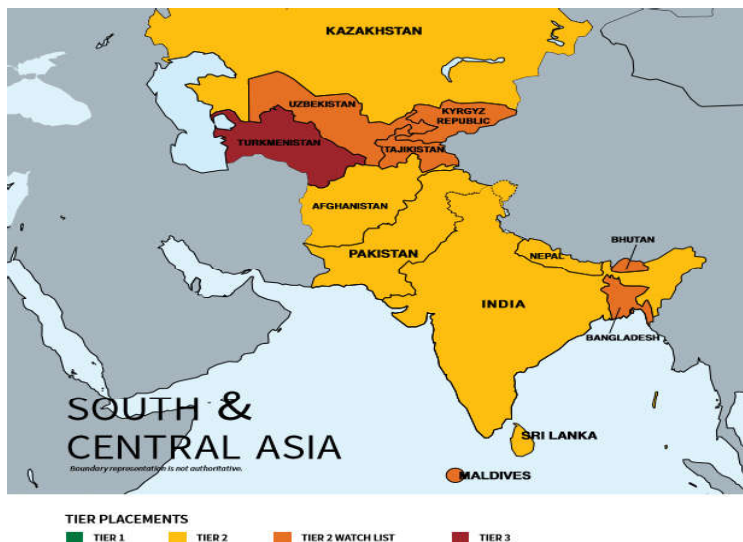 KAZAKHSTAN
UZBEKISTAN
KYRGYZ
REPUBLIC
TURKMENISTAN
TAJIKISTAN
AFGHANISTAN
PAKISTAN
NEPAL
BHUTAN
INDIA
BANGLADESH
SRI LANKA
MALDIVES
SOUTH &
CENTRAL ASIA
Boundary representation is not authoritative.
TIER PLACEMENTS
TIER 1 TIER 2 TIER 2 WATCH LIST TIER 3